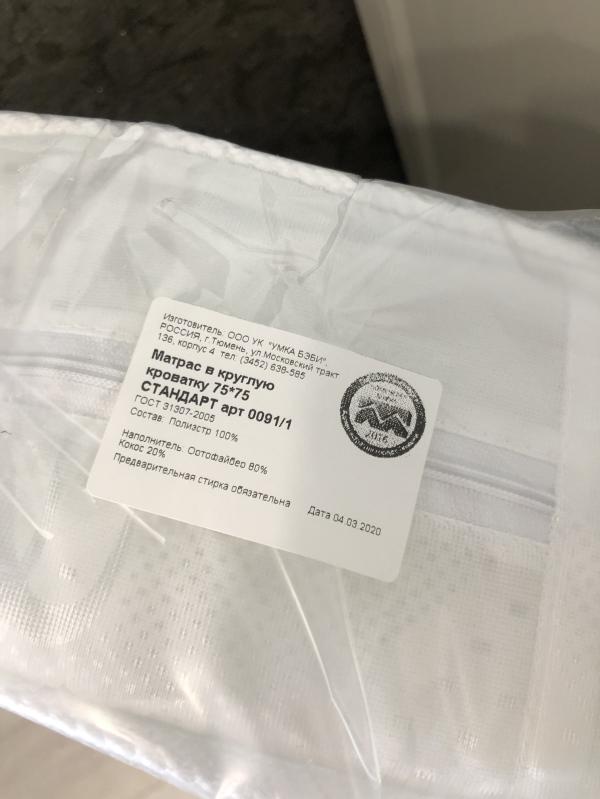 Изготовитель: ООО УК "УМКА БЭБИ".
РОССИЯ, г.Тюмень, ул.Московский тракт
136, корпус 4 тел. (3452) 638-585
Матрас в круглую
кроватку 75*75
СТАНДАРТ арт 0091/1
ГОСТ 31307-2005
Состав: Полиэстр 100%
Наполнитель: Ортофайбер 80%
Кокос 20%
Предварительная стирка обязательна
Дата 04.03.2020
2016